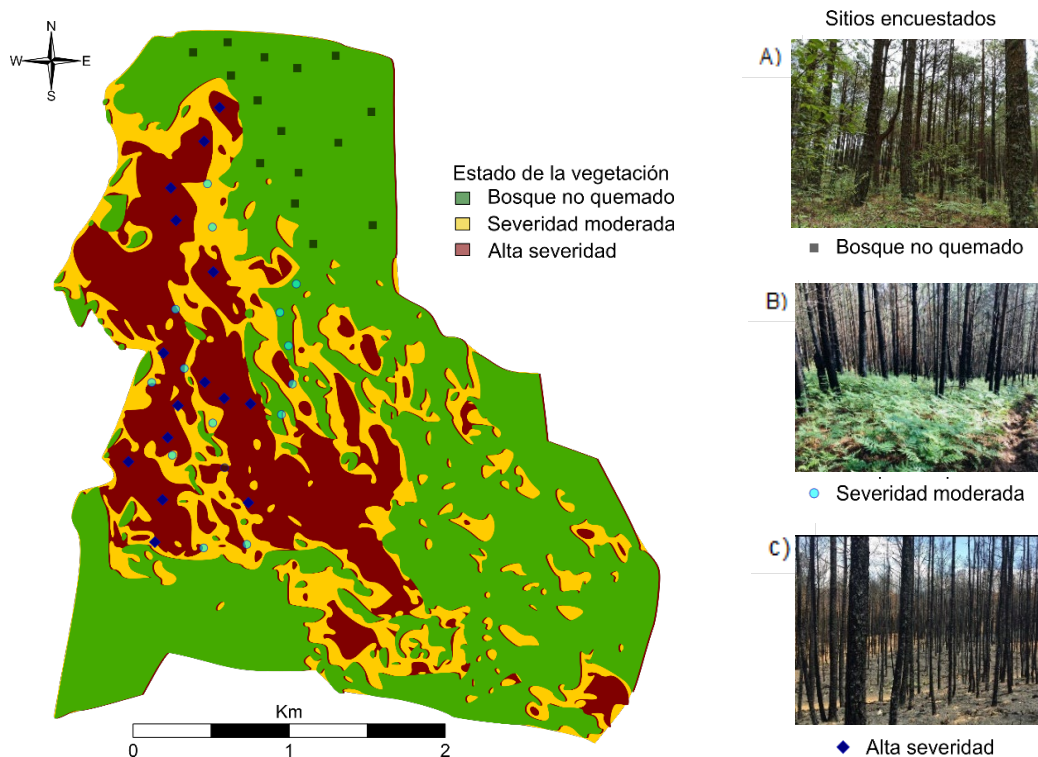 N
W E
S
Estado de la vegetación
Bosque no quemado
Severidad moderada
Alta severidad
Km
0 1 2
Sitios encuestados
A)
Bosque no quemado
B)
Severidad moderada
C)
Alta severidad